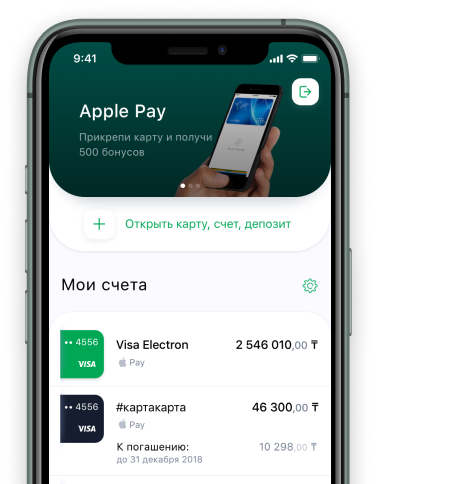 9:41
Apple Pay
Прикрепи карту и получи
500 бонусов
Открыть карту, счет, депозит
Мои счета
•• 4556
VISA
Visa Electron
2 546 010,00 ₸
Pay
•• 4556
VISA
#картакарта
46 300,00 ₸
Pay
К погашению:
10 298,00 ₸
до 31 декабря 2018